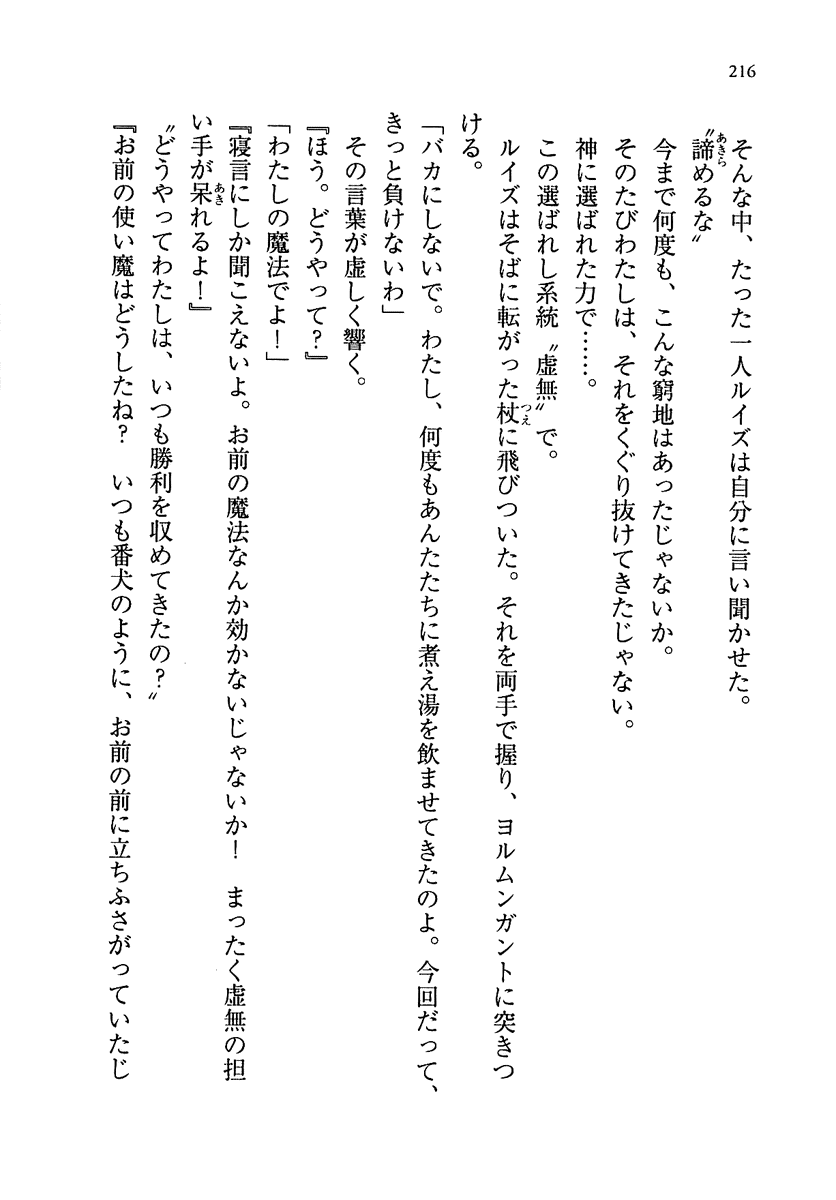 216
そんな中、たった一人ルイズは自分に言い聞かせた。
〝諦めるな〟
今まで何度も、こんな窮地はあったじゃないか。
そのたびわたしは、それをくぐり抜けてきたじゃない。
神に選ばれた力で……。
この選ばれし系統〝虚無〟で。
ルイズはそばに転がった杖に飛びついた。それを両手で握り、ヨルムンガントに突きつ
ける。
「バカにしないで。わたし、何度もあんたたちに煮え湯を飲ませてきたのよ。今回だって、
きっと負けないわ」
その言葉が虚しく響く。
『ほう。どうやって？』
「わたしの魔法でよ！」
『寝言にしか聞こえないよ。お前の魔法なんか効かないじゃないか！　まったく虚無の担
い手が呆れるよ！』
〝どうやってわたしは、いつも勝利を収めてきたの？〟
『お前の使い魔はどうしたね？　いつも番犬のように、お前の前に立ちふさがっていたじ